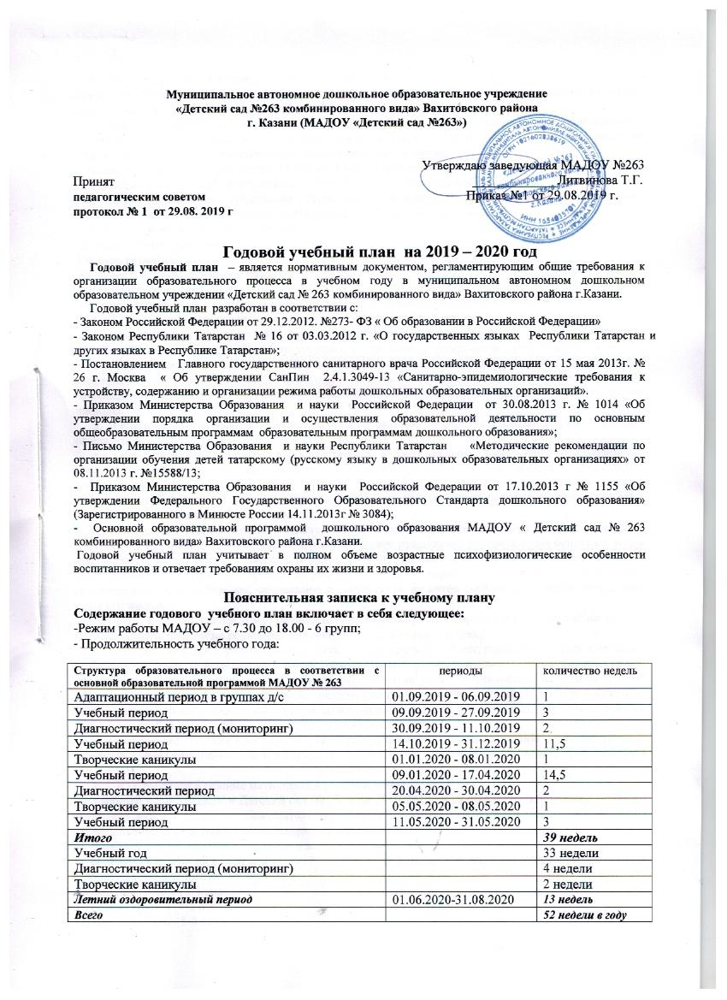 Муниципальное автономное дошкольное образовательное учреждение
«Детский сад №263 комбинированного вида» Вахитовского района
г. Казани (МАДОУ «Детский сад №263»)
Утверждаю заведующая МАДОУ №263
Принят
Литвинова Т.Г.
педагогическим советом
Приказ №1 от 29.08.2019 г.
протокол № 1 от 29.08. 2019 г
Годовой учебный план на 2019 – 2020 год
Годовой учебный план – является нормативным документом, регламентирующим общие требования к
организации образовательного процесса в учебном году в муниципальном автономном дошкольном
образовательном учреждении «Детский сад № 263 комбинированного вида» Вахитовского района г.Казани.
Годовой учебный план разработан в соответствии с:
- Законом Российской Федерации от 29.12.2012. №273- ФЗ « Об образовании в Российской Федерации»
- Законом Республики Татарстан № 16 от 03.03.2012 г. «О государственных языках Республики Татарстан и
других языках в Республике Татарстан»;
- Постановлением Главного государственного санитарного врача Российской Федерации от 15 мая 2013г. №
26 г. Москва « Об утверждении СанПин 2.4.1.3049-13 «Санитарно-эпидемиологические требования к
устройству, содержанию и организации режима работы дошкольных образовательных организаций».
- Приказом Министерства Образования и науки Российской Федерации от 30.08.2013 г. № 1014 «Об
утверждении порядка организации и осуществления образовательной деятельности по основным
общеобразовательным программам образовательным программам дошкольного образования»;
- Письмо Министерства Образования и науки Республики Татарстан «Методические рекомендации по
организации обучения детей татарскому (русскому языку в дошкольных образовательных организациях» от
08.11.2013 г. №15588/13;
- Приказом Министерства Образования и науки Российской Федерации от 17.10.2013 г № 1155 «Об
утверждении Федерального Государственного Образовательного Стандарта дошкольного образования»
(Зарегистрированного в Минюсте России 14.11.2013г № 3084);
- Основной образовательной программой дошкольного образования МАДОУ « Детский сад № 263
комбинированного вида» Вахитовского района г.Казани.
Годовой учебный план учитывает в полном объеме возрастные психофизиологические особенности
воспитанников и отвечает требованиям охраны их жизни и здоровья.
Пояснительная записка к учебному плану
Содержание годового учебного план включает в себя следующее:
-Режим работы МАДОУ – с 7.30 до 18.00 - 6 групп;
- Продолжительность учебного года:
Структура образовательного процесса в соответствии с периоды количество недель
основной образовательной программой МАДОУ № 263
Адаптационный период в группах д/с 01.09.2019 - 06.09.2019 1
Учебный период 09.09.2019 - 27.09.2019 3
Диагностический период (мониторинг) 30.09.2019 - 11.10.2019 2
Учебный период 14.10.2019 - 31.12.2019 11,5
Творческие каникулы 01.01.2020 - 08.01.2020 1
Учебный период 09.01.2020 - 17.04.2020 14,5
Диагностический период 20.04.2020 - 30.04.2020 2
Творческие каникулы 05.05.2020 - 08.05.2020 1
Учебный период 11.05.2020 - 31.05.2020 3
Итого 39 недель
Учебный год 33 недели
Диагностический период (мониторинг) 4 недели
Творческие каникулы 2 недели
Летний оздоровительный период 01.06.2020-31.08.2020 13 недель
Всего 52 недели в году